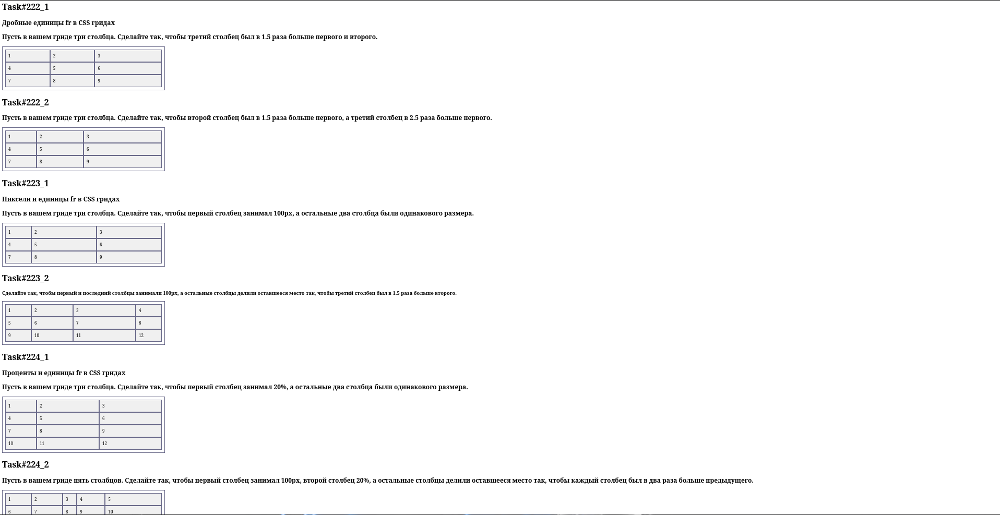 Task#222_1
Дробные единицы fr в CSS гридах
Пусть в вашем гриде три столбца. Сделайте так, чтобы третий столбец был в 1.5 раза больше первого и второго.
1 2 3
4 5 6
7 8 9
Task#222_2
Пусть в вашем гриде три столбца. Сделайте так, чтобы второй столбец был в 1.5 раза больше первого, а третий столбец в 2.5 раза больше первого.
1 2 3
4 5 6
7 8 9
Task#223_1
Пиксели и единицы fr в CSS гридах
Пусть в вашем гриде три столбца. Сделайте так, чтобы первый столбец занимал 100px, а остальные два столбца были одинакового размера.
1 2 3
4 5 6
7 8 9
Task#223_2
Сделайте так, чтобы первый и последний столбцы занимали 100px, а остальные столбцы делили оставшееся место так, чтобы третий столбец был в 1.5 раза больше второго.
1 2 3 4
5 6 7 8
9 10 11 12
Task#224_1
Проценты и единицы fr в CSS гридах
Пусть в вашем гриде три столбца. Сделайте так, чтобы первый столбец занимал 20%, а остальные два столбца были одинакового размера.
1 2 3
4 5 6
7 8 9
10 11 12
Task#224_2
Пусть в вашем гриде пять столбцов. Сделайте так, чтобы первый столбец занимал 100px, второй столбец 20%, а остальные столбцы делили оставшееся место так, чтобы каждый столбец был в два раза больше предыдущего.
1 2 3 4 5
6 7 8 9 10